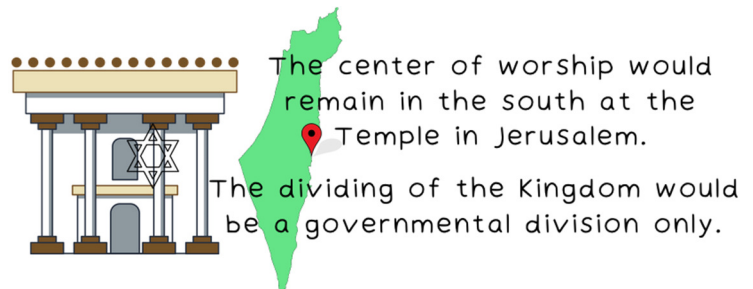 The center of worship would
remain in the south at the
Temple in Jerusalem.
The dividing of the Kingdom would
be a governmental division only.